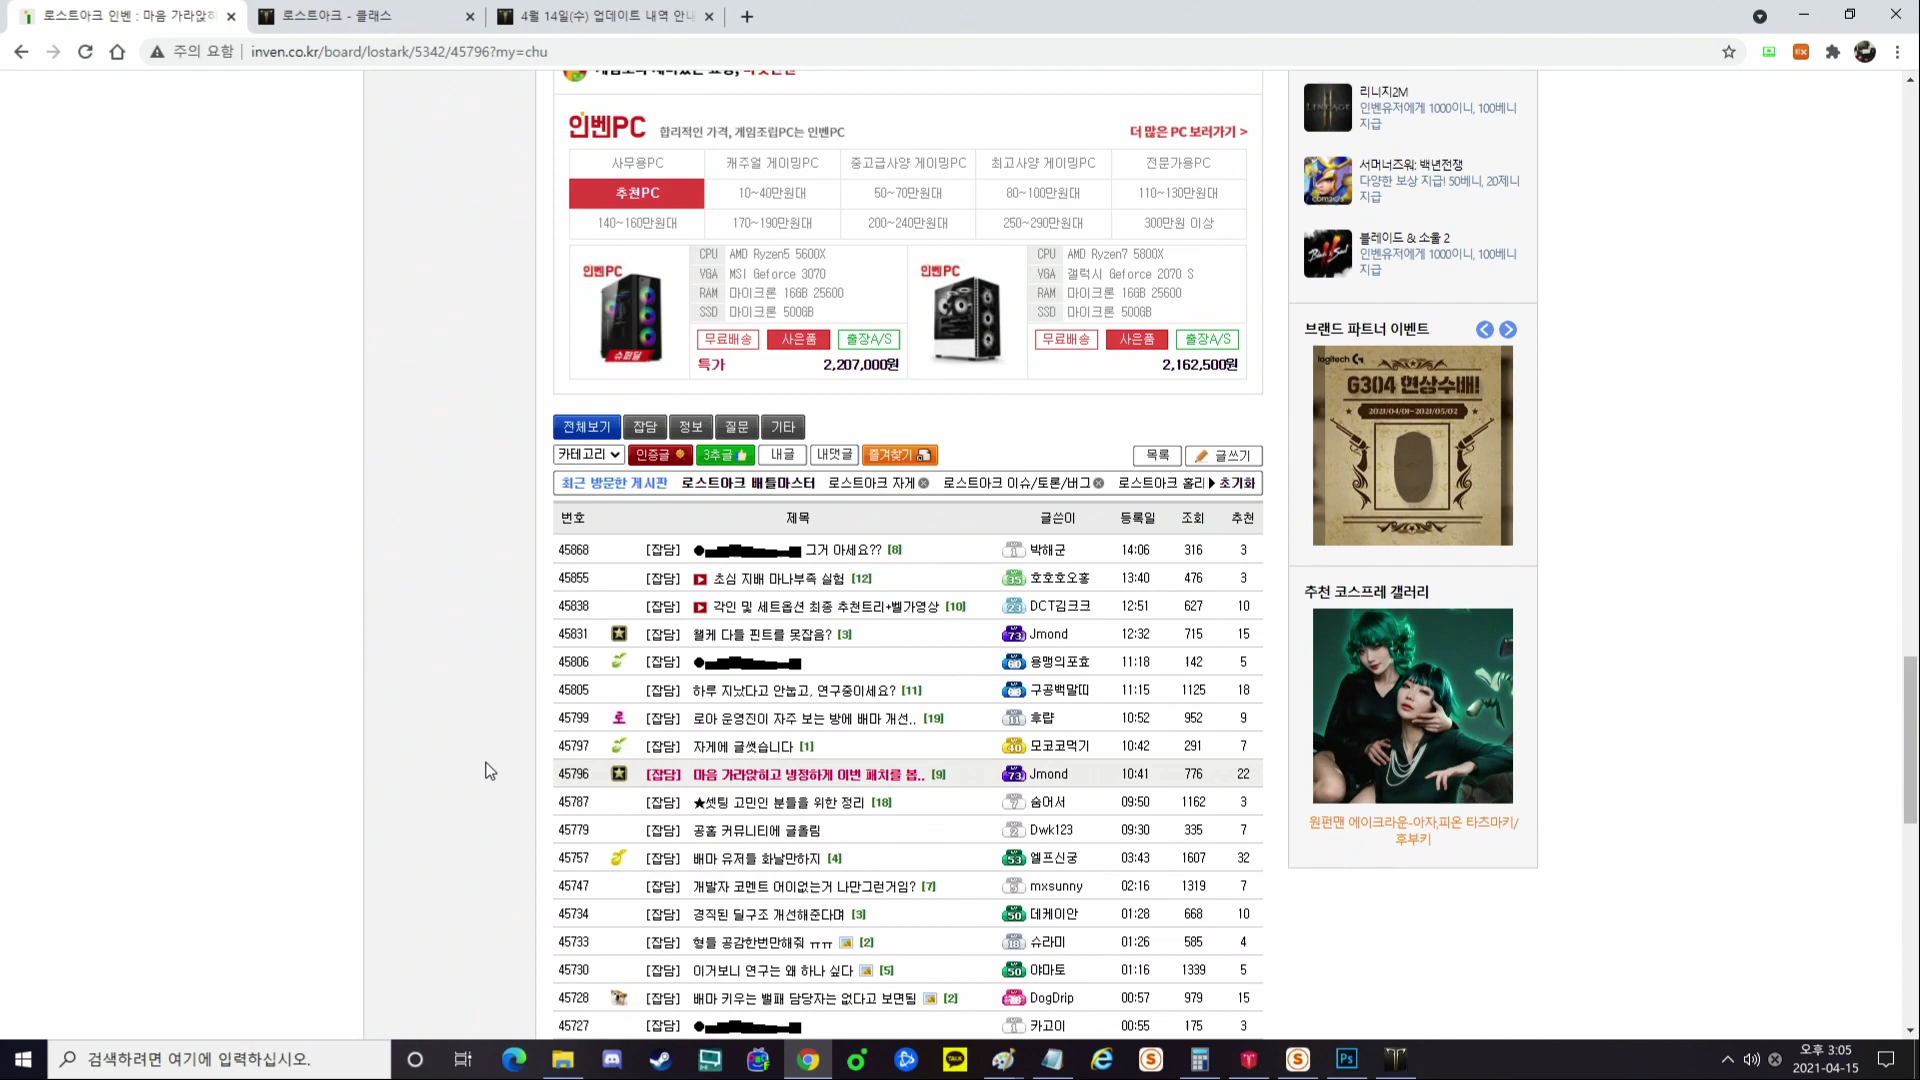 로스트아크 인벤 : 마음 가라앉히
로스트아크 - 클래스
4월 14일(수) 업데이트 내역 안내
주의 요함
inven.co.kr/board/lostark/5342/45796?my=chu
인벤PC 합리적인 가격, 게임조립PC는 인벤PC 더 많은 PC 보러가기 >
사무용PC 캐주얼 게이밍PC 중고급사양 게이밍PC 최고사양 게이밍PC 전문가용PC
추천PC 10~40만원대 50~70만원대 80~100만원대 110~130만원대
140~160만원대 170~190만원대 200~240만원대 250~290만원대 300만원 이상
인벤PC
슈퍼딜
CPU AMD Ryzen5 5600X
VGA MSI Geforce 3070
RAM 마이크론 16GB 25600
SSD 마이크론 500GB
무료배송 사은품 출장A/S
특가 2,207,000원
인벤PC
CPU AMD Ryzen7 5800X
VGA 갤럭시 Geforce 2070 S
RAM 마이크론 16GB 25600
SSD 마이크론 500GB
무료배송 사은품 출장A/S
2,162,500원
전체보기 잡담 정보 질문 기타
카테고리 인증글 3추글 내글 내댓글 즐겨찾기 목록 글쓰기
최근 방문한 게시판 로스트아크 배틀마스터 로스트아크 자게 로스트아크 이슈/토론/버그 로스트아크 홀리 초기화
번호 제목 글쓴이 등록일 조회 추천
45868 [잡담] 그거 아세요?? [8] 1 박해군 14:06 316 3
45855 [잡담] 초심 지배 마나부족 실험 [12] 35 호호호오홍 13:40 476 3
45838 [잡담] 각인 및 세트옵션 최종 추천트리+벨가영상 [10] 23 DCT김크크 12:51 627 10
45831 [잡담] 왤케 다들 핀트를 못잡음? [3] 73 Jmond 12:32 715 15
45806 [잡담] 용맹의포효 11:18 142 5
45805 [잡담] 하루 지났다고 안눕고, 연구중이세요? [11] 구공백말띠 11:15 1125 18
45799 로 [잡담] 로아 운영진이 자주 보는 방에 배마 개선.. [19] 11 후략 10:52 952 9
45797 [잡담] 자게에 글썻습니다 [1] 40 모코코먹기 10:42 291 7
45796 [잡담] 마음 가라앉히고 냉정하게 이번 패치를 봅.. [9] 73 Jmond 10:41 776 22
45787 [잡담] ★셋팅 고민인 분들을 위한 정리 [18] 7 숨어서 09:50 1162 3
45779 [잡담] 공홈 커뮤니티에 글올림 2 Dwk123 09:30 335 7
45757 [잡담] 배마 유저들 화날만하지 [4] 53 엘프신궁 03:43 1607 32
45747 [잡담] 개발자 코멘트 어이없는거 나만그런거임? [7] 5 mxsunny 02:16 1319 7
45734 [잡담] 경직된 딜구조 개선해준다며 [3] 50 데케이안 01:28 668 10
45733 [잡담] 형들 공감한번만해줘 ㅠㅠ [2] 18 슈라미 01:26 585 4
45730 [잡담] 이거보니 연구는 왜 하나 싶다 [5] 50 야마토 01:16 1339 5
45728 [잡담] 배마 키우는 밸패 담당자는 없다고 보면됨 [2] DogDrip 00:57 979 15
45727 [잡담] 1 카고이 00:55 175 3
리니지2M
인벤유저에게 1000이니, 100베니
지급
서머너즈워: 백년전쟁
다양한 보상 지급! 50베니, 20제니
지급
블레이드 & 소울 2
인벤유저에게 1000이니, 100베니
지급
브랜드 파트너 이벤트
logitech G
G304 현상수배!
2021/04/01~2021/05/02
추천 코스프레 갤러리
원펀맨 에이크라운-아자,피온 타츠마키/
후부키
검색하려면 여기에 입력하십시오.
TALK
Ps
오후 3:05
2021-04-15